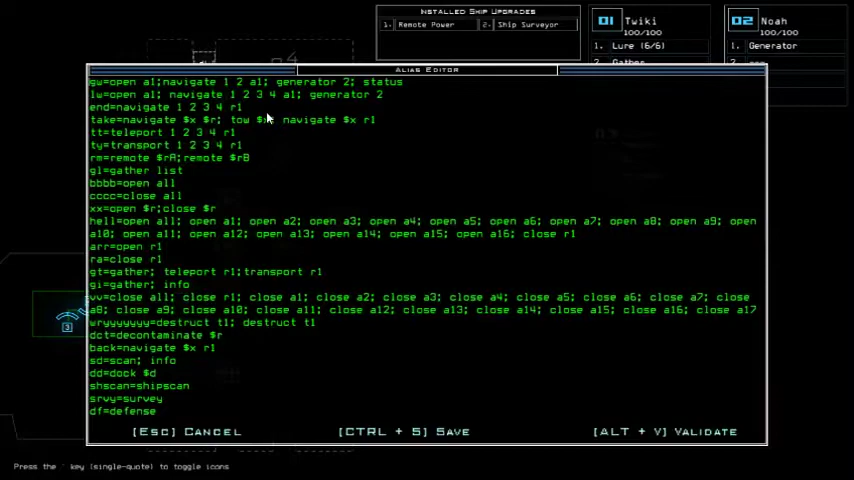 Installed Ship Upgrades
1. Remote Power 2. Ship Surveyor
01 Twiki
100/100
1. Lure (6/6)
2. Gather
02 Noah
100/100
1. Generator
Alias Editor
gw=open a1;navigate 1 2 a1; generator 2; status
lw=open a1; navigate 1 2 3 4 a1; generator 2
end=navigate 1 2 3 4 r1
take=navigate $x $r; tow $x; navigate $x r1
tt=teleport 1 2 3 4 r1
ty=transport 1 2 3 4 r1
rm=remote $rA;remote $rB
gl=gather list
bbbb=open all
cccc=close all
xx=open $r;close $r
hell=open all; open a1; open a2; open a3; open a4; open a5; open a6; open a7; open a8; open a9; open
a10; open a11; open a12; open a13; open a14; open a15; open a16; close r1
arr=open r1
ra=close r1
gt=gather; teleport r1;transport r1
gi=gather; info
vv=close all; close r1; close a1; close a2; close a3; close a4; close a5; close a6; close a7; close
a8; close a9; close a10; close a11; close a12; close a13; close a14; close a15; close a16; close a17
wryyyyyy=destruct t1; destruct t1
dct=decontaminate $r
back=navigate $x r1
sd=scan; info
dd=dock $d
shscan=shipscan
srvy=survey
df=defense
[Esc] Cancel [CTRL + S] Save [ALT + V] Validate
3
Press the ` key (single-quote) to toggle icons